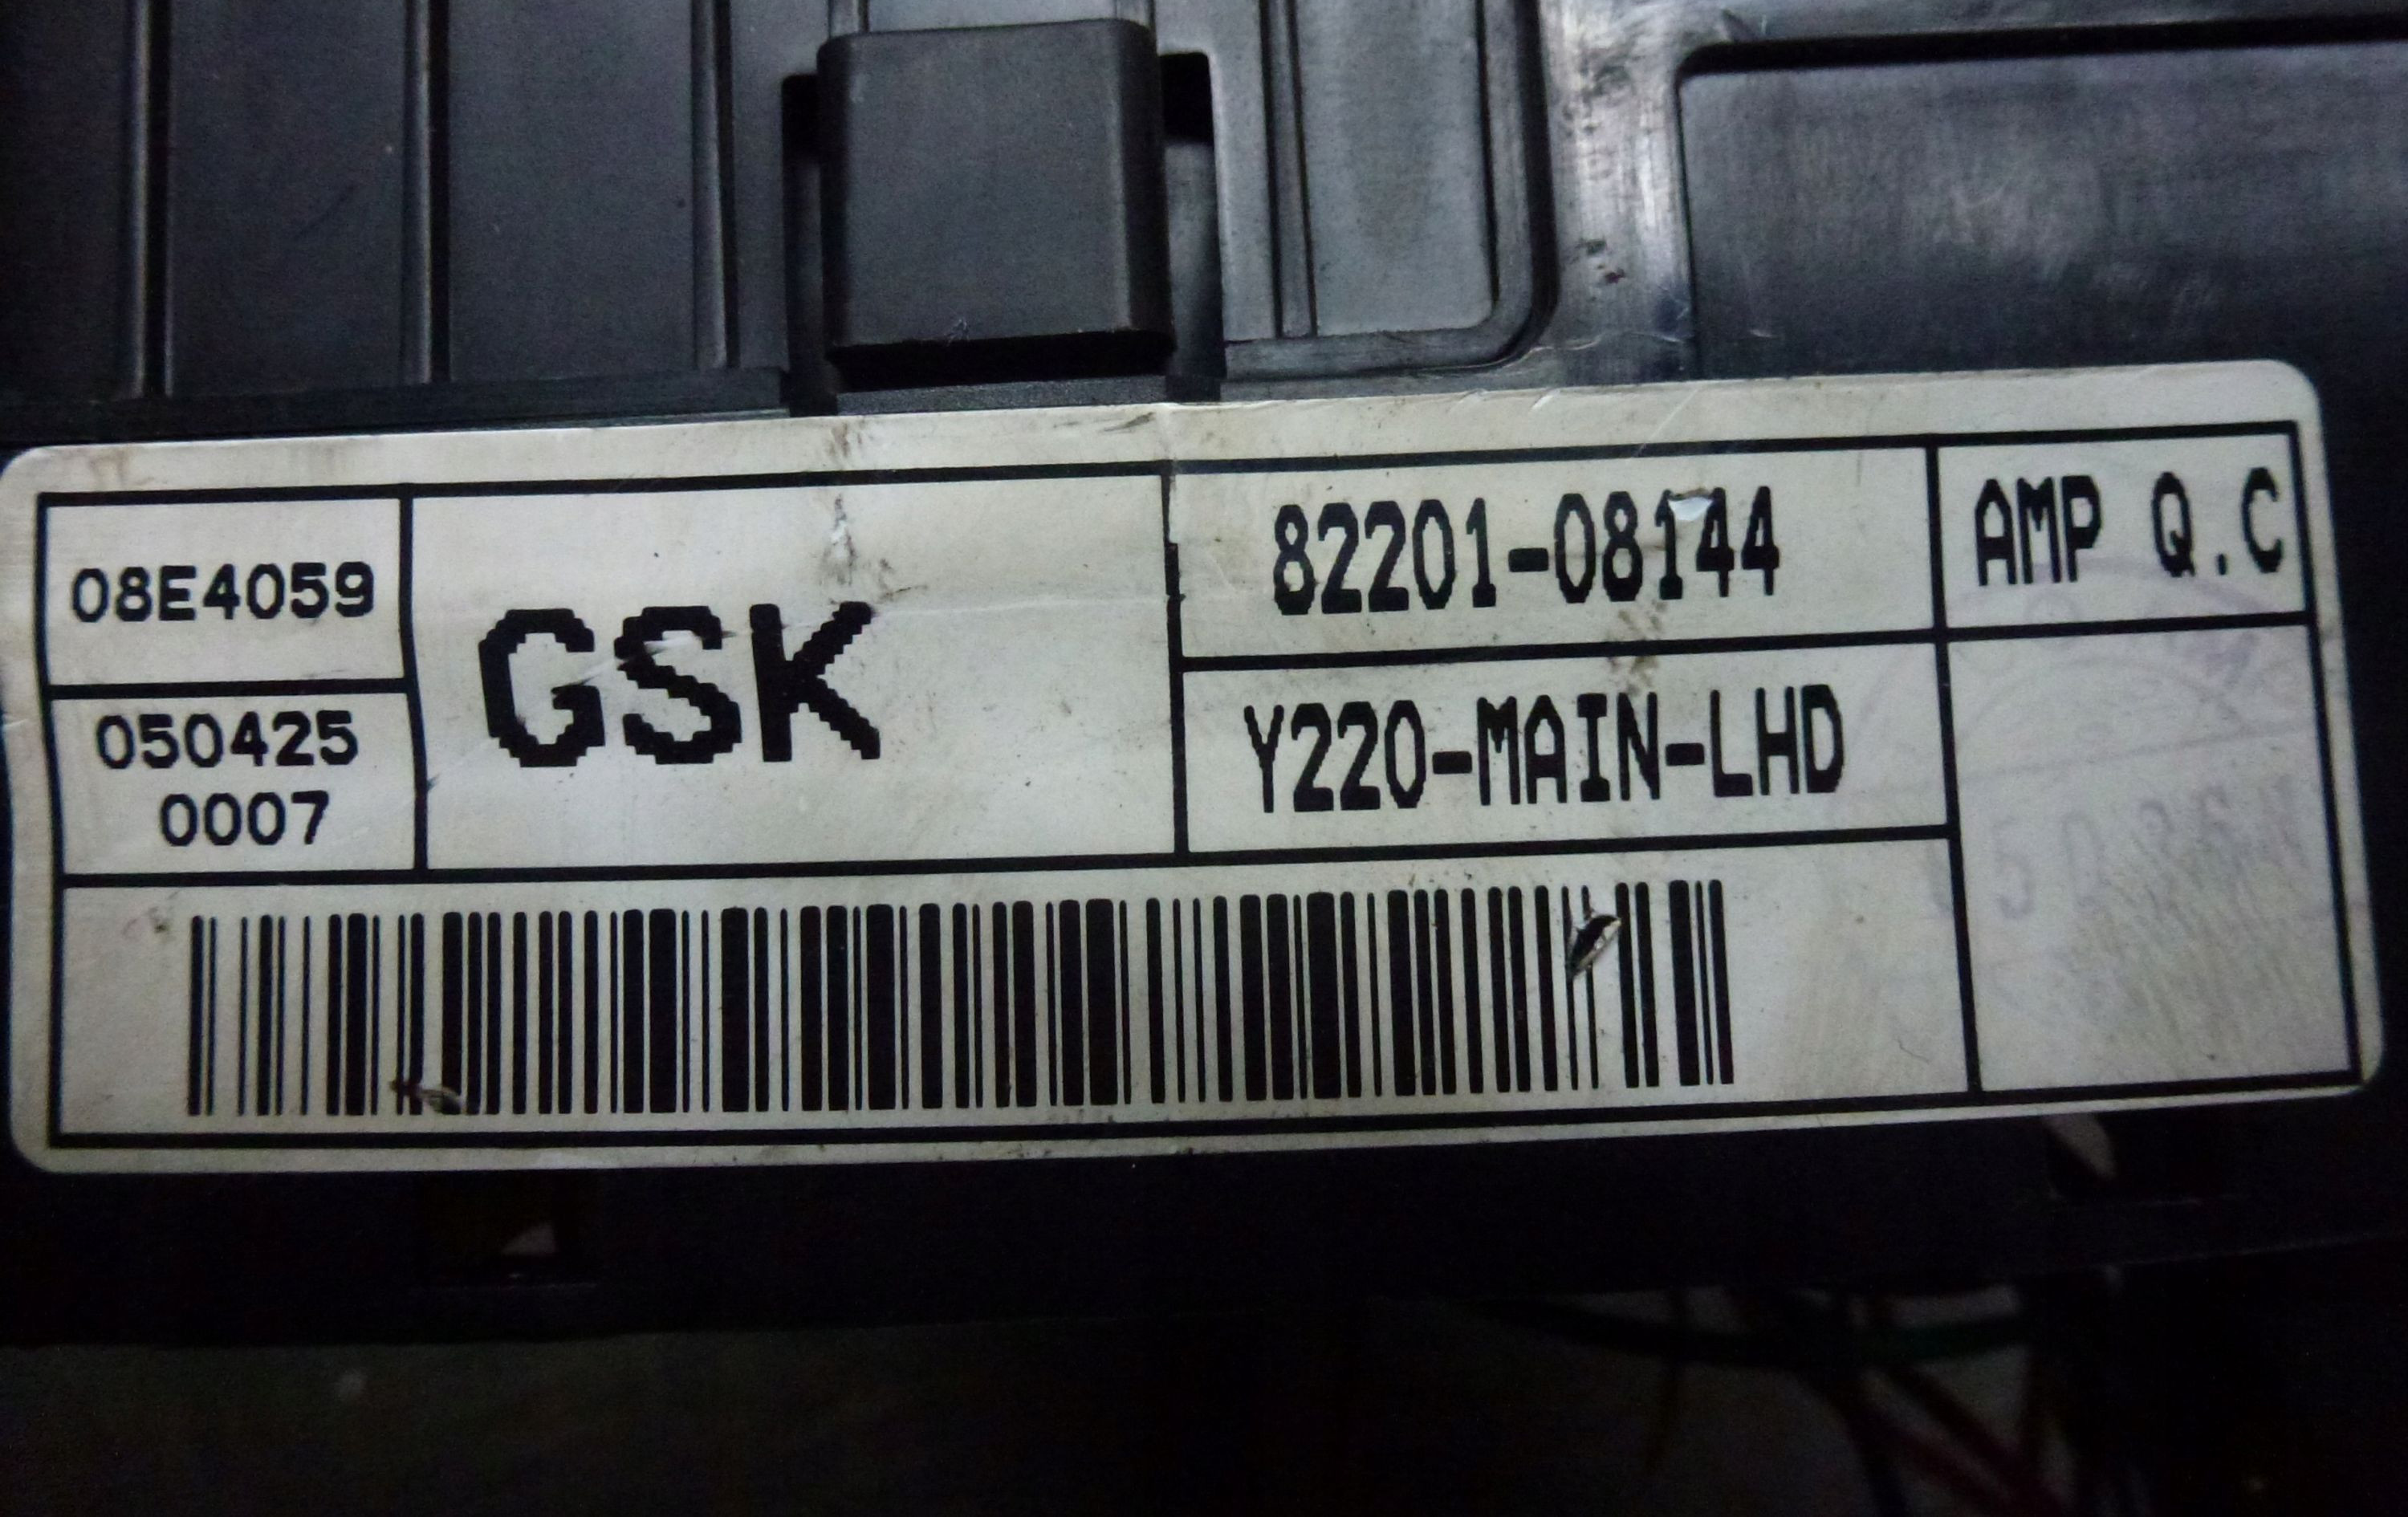 08E4059
050425
0007
GSK
82201-08144
Y220-MAIN-LHD
AMP Q.C